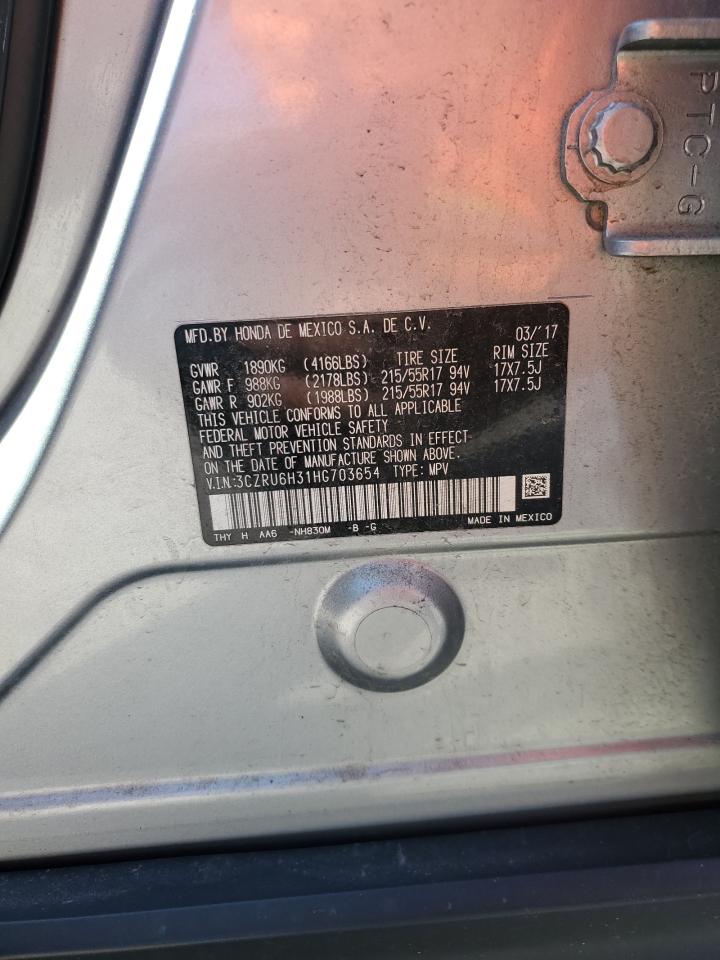 PTC-G
MFD.BY HONDA DE MEXICO S.A. DE C.V. 03/'17
GVWR 1890KG (4166LBS) TIRE SIZE RIM SIZE
GAWR F 988KG (2178LBS) 215/55R17 94V 17X7.5J
GAWR R 902KG (1988LBS) 215/55R17 94V 17X7.5J
THIS VEHICLE CONFORMS TO ALL APPLICABLE
FEDERAL MOTOR VEHICLE SAFETY
AND THEFT PREVENTION STANDARDS IN EFFECT
ON THE DATE OF MANUFACTURE SHOWN ABOVE.
V.I.N:3CZRU6H31HG703654 TYPE: MPV
THY H AA6 -NH830M -B -G MADE IN MEXICO